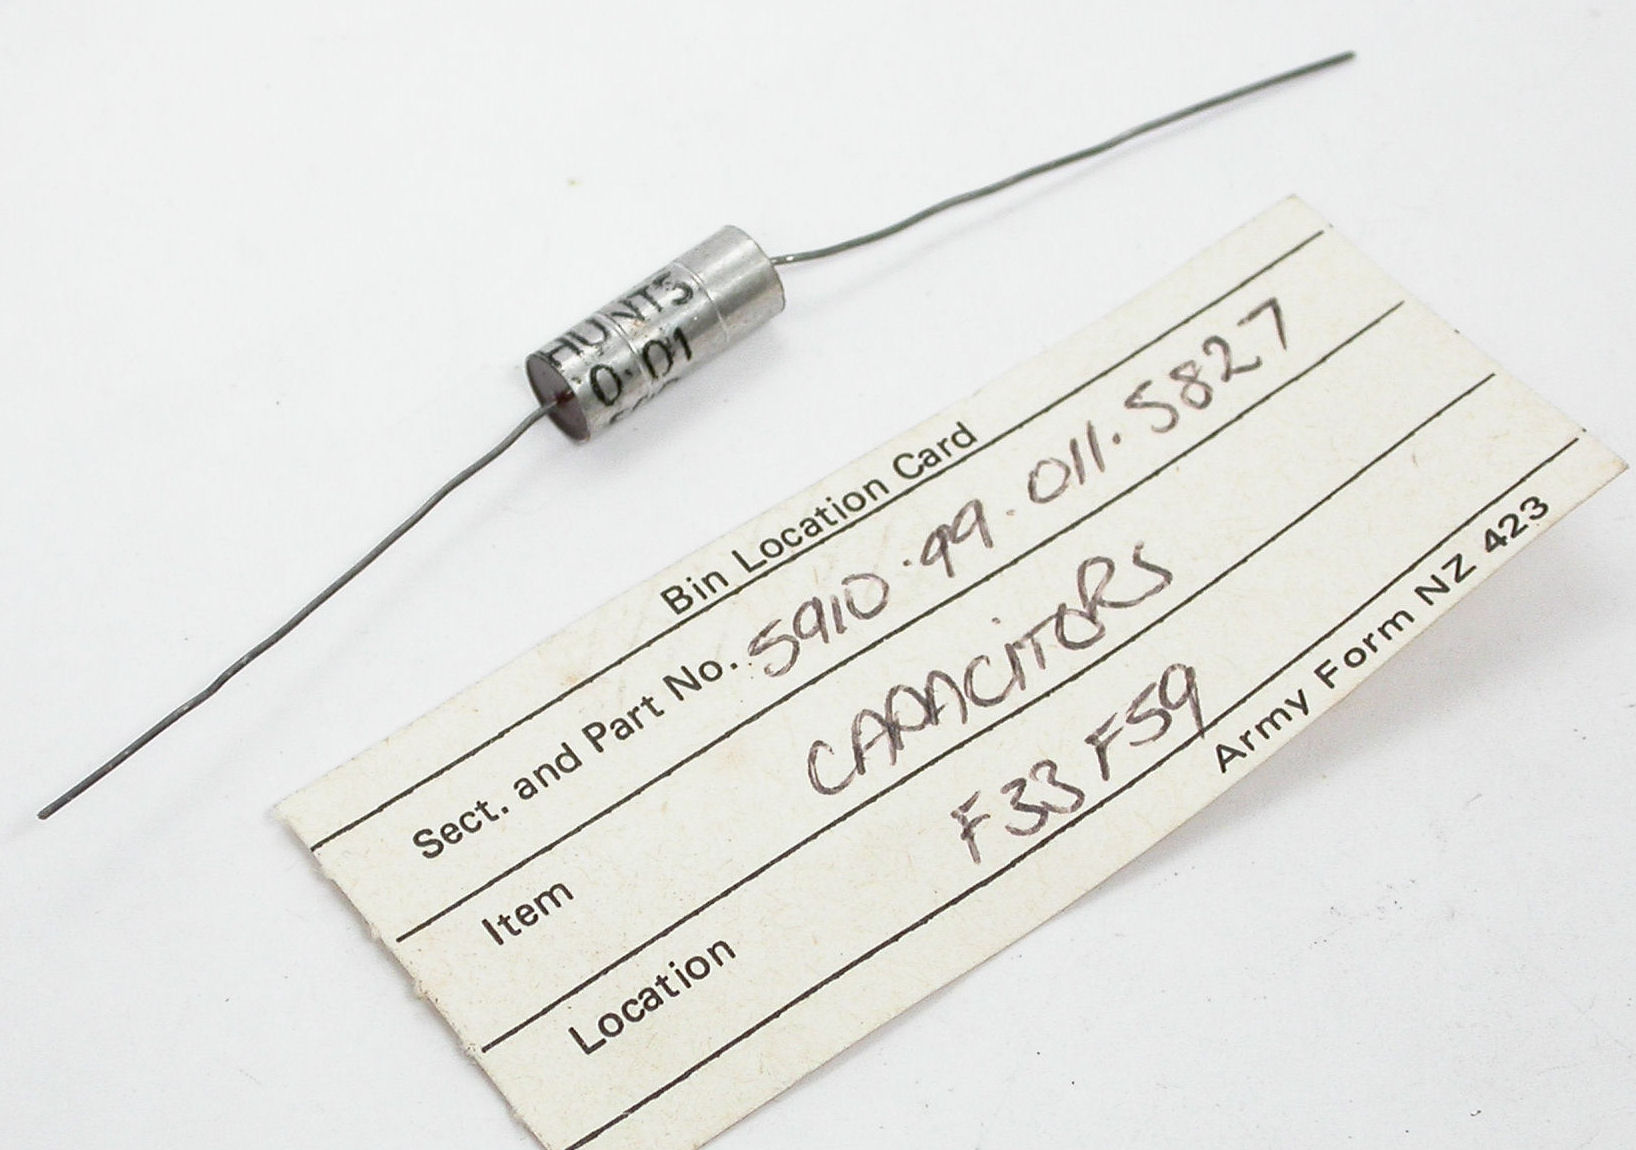 HUNTS
0.01
Bin Location Card
Sect. and Part No. 5910.99.011.5827
Item CAPACITORS
Location F33 F59
Army Form NZ 423